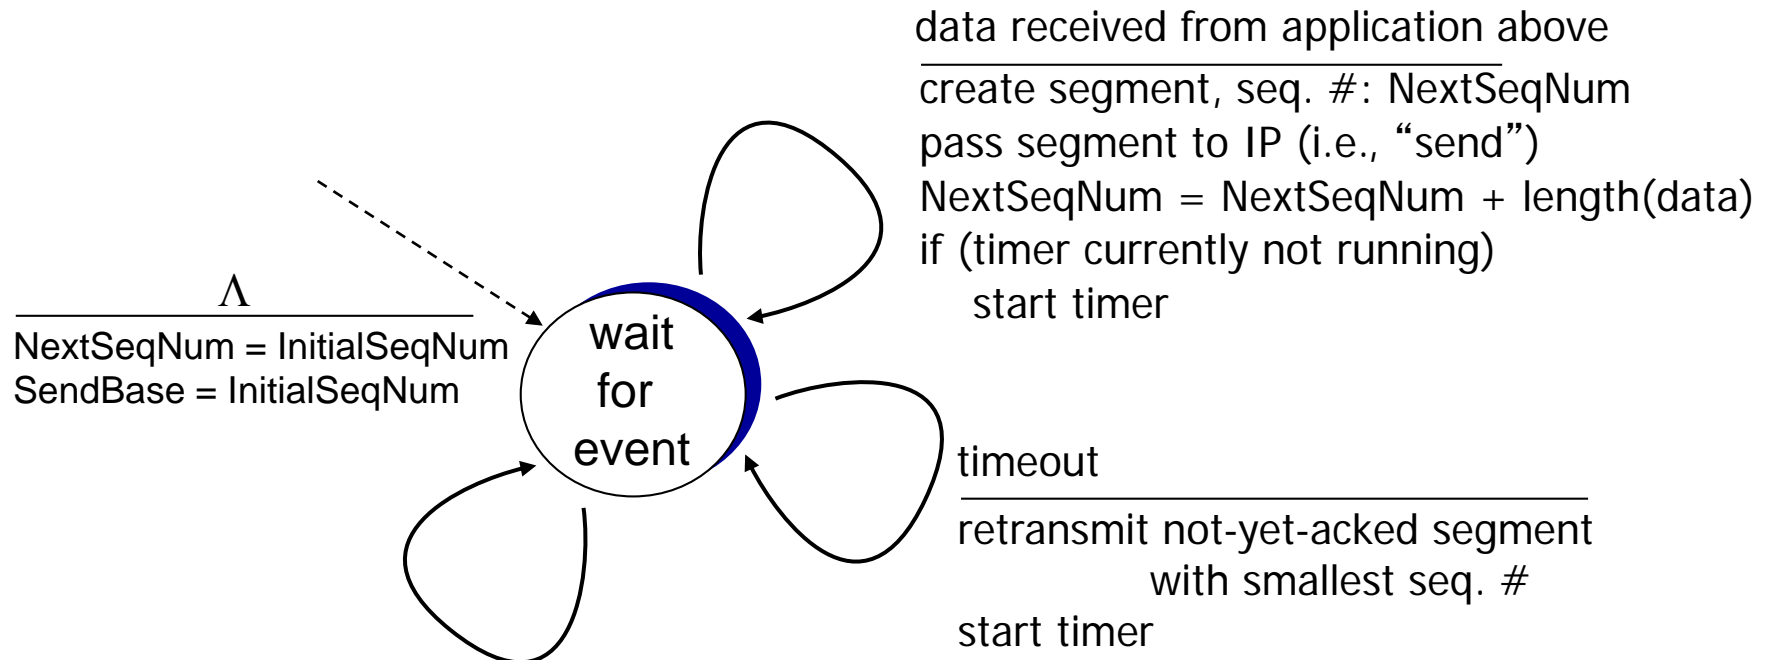 data received from application above
create segment, seq. #: NextSeqNum
pass segment to IP (i.e., “send”)
NextSeqNum = NextSeqNum + length(data)
if (timer currently not running)
start timer
Λ
NextSeqNum = InitialSeqNum
SendBase = InitialSeqNum
wait
for
event
timeout
retransmit not-yet-acked segment
with smallest seq. #
start timer